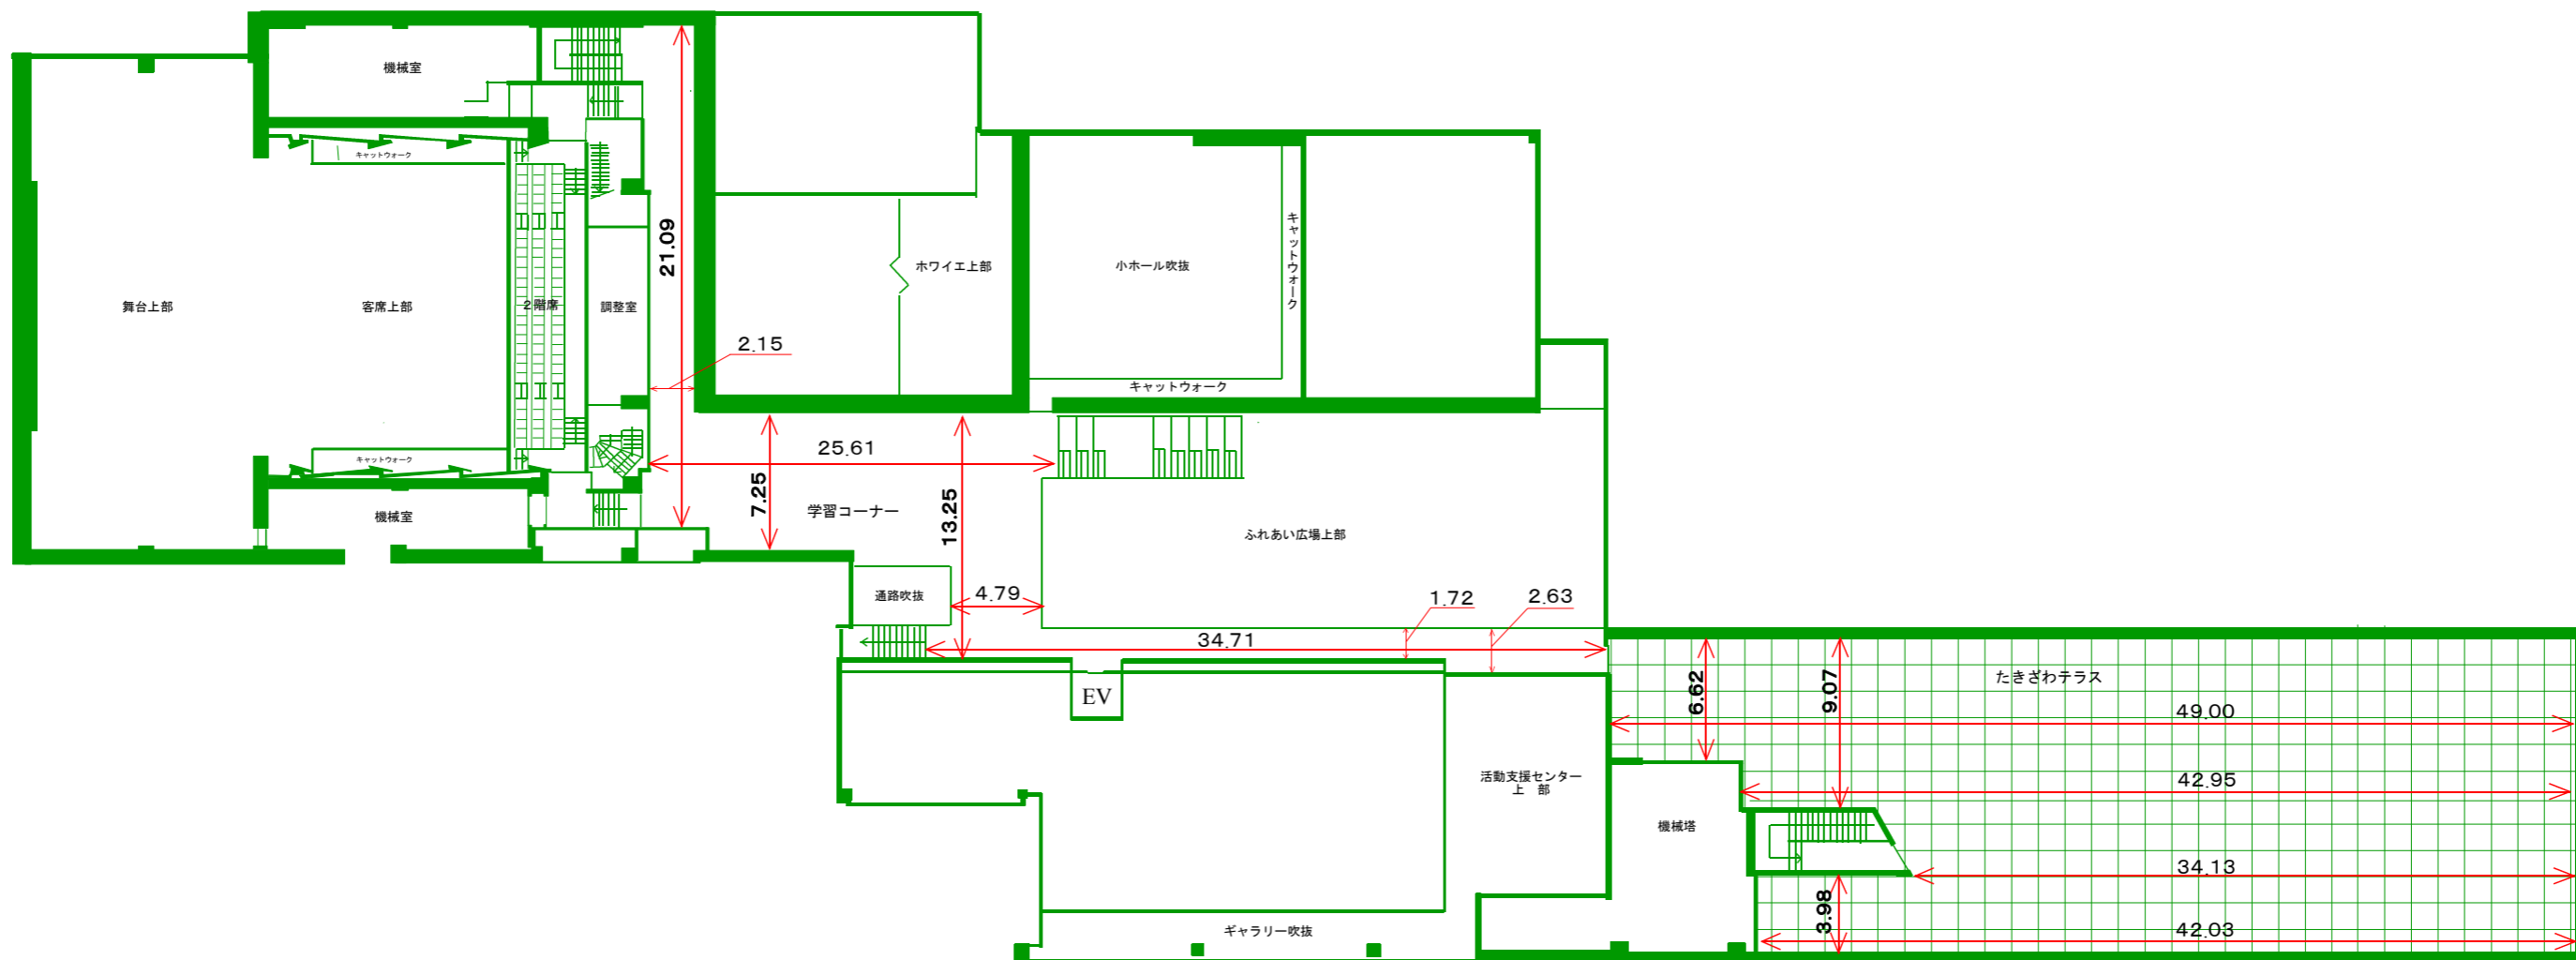 機械室
キャットウォーク
舞台上部
客席上部
2階席
調整室
キャットウォーク
機械室
21.09
2.15
ホワイエ上部
小ホール吹抜
キャットウォーク
キャットウォーク
25.61
7.25
13.25
学習コーナー
ふれあい広場上部
通路吹抜
4.79
1.72
2.63
34.71
EV
活動支援センター
上 部
ギャラリー吹抜
機械塔
6.62
9.07
たきざわテラス
49.00
42.95
34.13
3.98
42.03